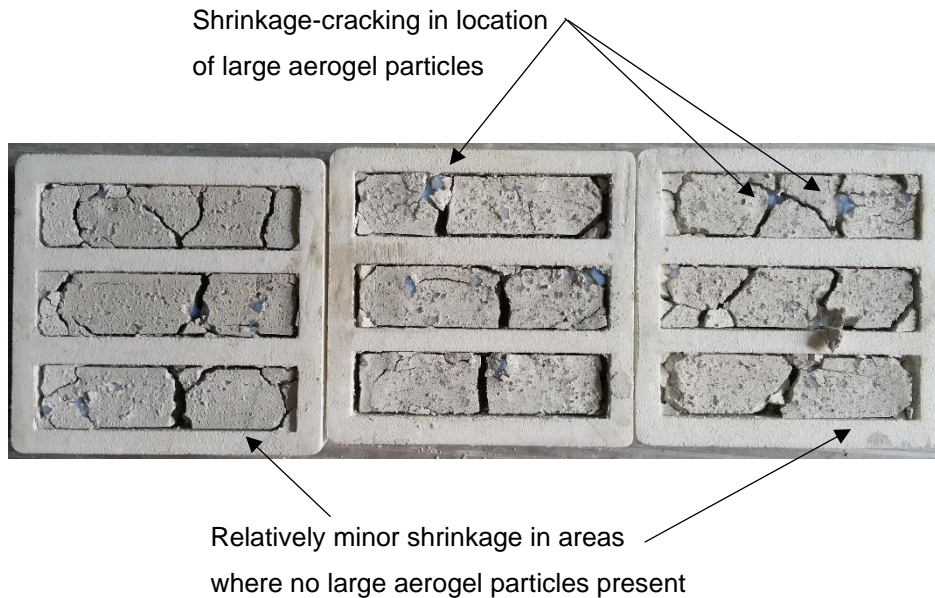 Shrinkage-cracking in location
of large aerogel particles
Relatively minor shrinkage in areas
where no large aerogel particles present